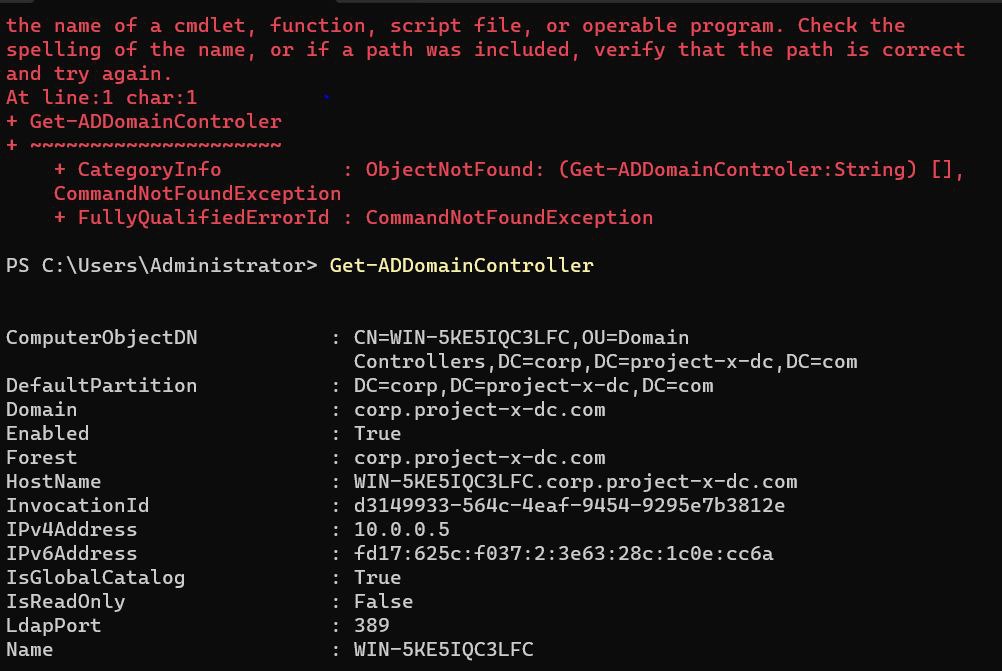 the name of a cmdlet, function, script file, or operable program. Check the
spelling of the name, or if a path was included, verify that the path is correct
and try again.
At line:1 char:1
+ Get-ADDomainControler
+ ~~~~~~~~~~~~~~~~~~~~~
    + CategoryInfo          : ObjectNotFound: (Get-ADDomainControler:String) [],
    CommandNotFoundException
    + FullyQualifiedErrorId : CommandNotFoundException

PS C:\Users\Administrator> Get-ADDomainController


ComputerObjectDN           : CN=WIN-5KE5IQC3LFC,OU=Domain
                             Controllers,DC=corp,DC=project-x-dc,DC=com
DefaultPartition           : DC=corp,DC=project-x-dc,DC=com
Domain                     : corp.project-x-dc.com
Enabled                    : True
Forest                     : corp.project-x-dc.com
HostName                   : WIN-5KE5IQC3LFC.corp.project-x-dc.com
InvocationId               : d3149933-564c-4eaf-9454-9295e7b3812e
IPv4Address                : 10.0.0.5
IPv6Address                : fd17:625c:f037:2:3e63:28c:1c0e:cc6a
IsGlobalCatalog            : True
IsReadOnly                 : False
LdapPort                   : 389
Name                       : WIN-5KE5IQC3LFC